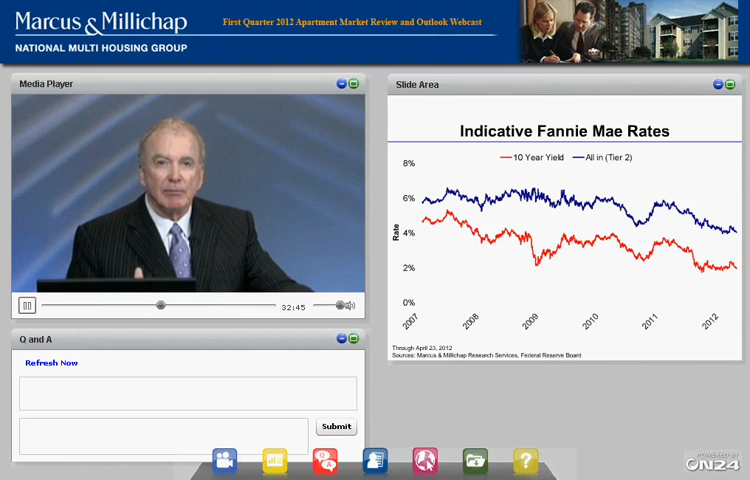 Marcus & Millichap
NATIONAL MULTI HOUSING GROUP
First Quarter 2012 Apartment Market Review and Outlook Webcast
Media Player
32:45
Q and A
Refresh Now
Submit
Slide Area
Indicative Fannie Mae Rates
10 Year Yield
All in (Tier 2)
8%
6%
4%
2%
0%
Rate
2007
2008
2009
2010
2011
2012
Through April 23, 2012
Sources: Marcus & Millichap Research Services, Federal Reserve Board
Q
A
?
POWERED BY
ON24